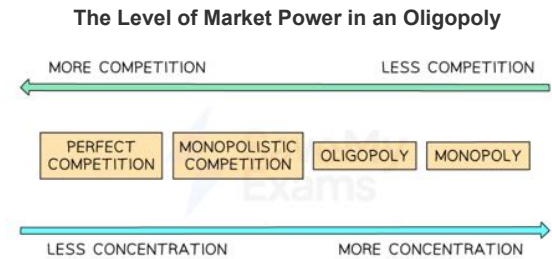 The Level of Market Power in an Oligopoly
MORE COMPETITION LESS COMPETITION
PERFECT COMPETITION
MONOPOLISTIC COMPETITION
OLIGOPOLY
MONOPOLY
Exams
LESS CONCENTRATION MORE CONCENTRATION